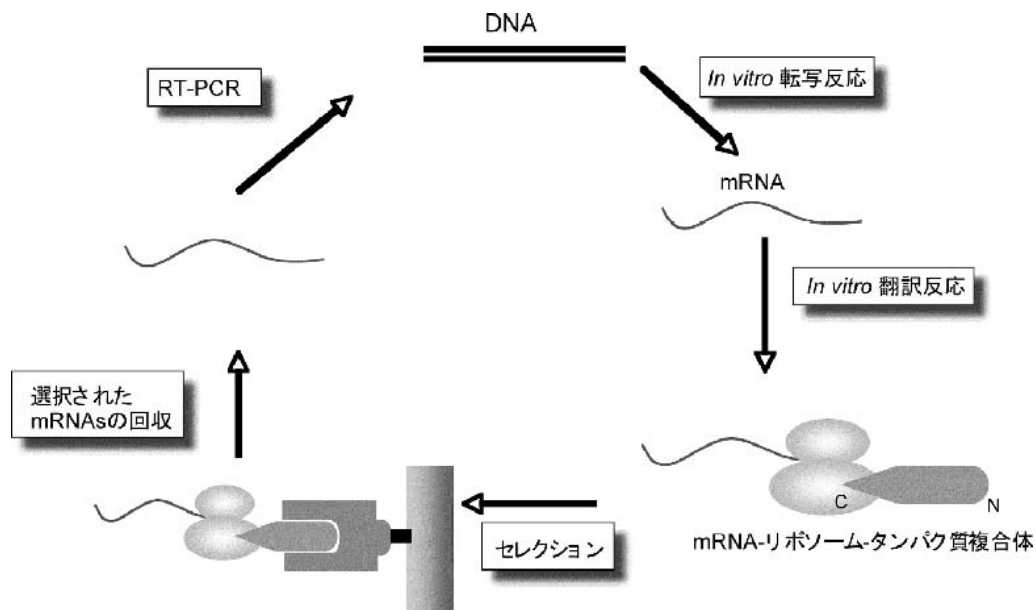 DNA
RT-PCR
In vitro 転写反応
mRNA
In vitro 翻訳反応
選択された
mRNAsの回収
C
N
セレクション
mRNA-リボソーム-タンパク質複合体